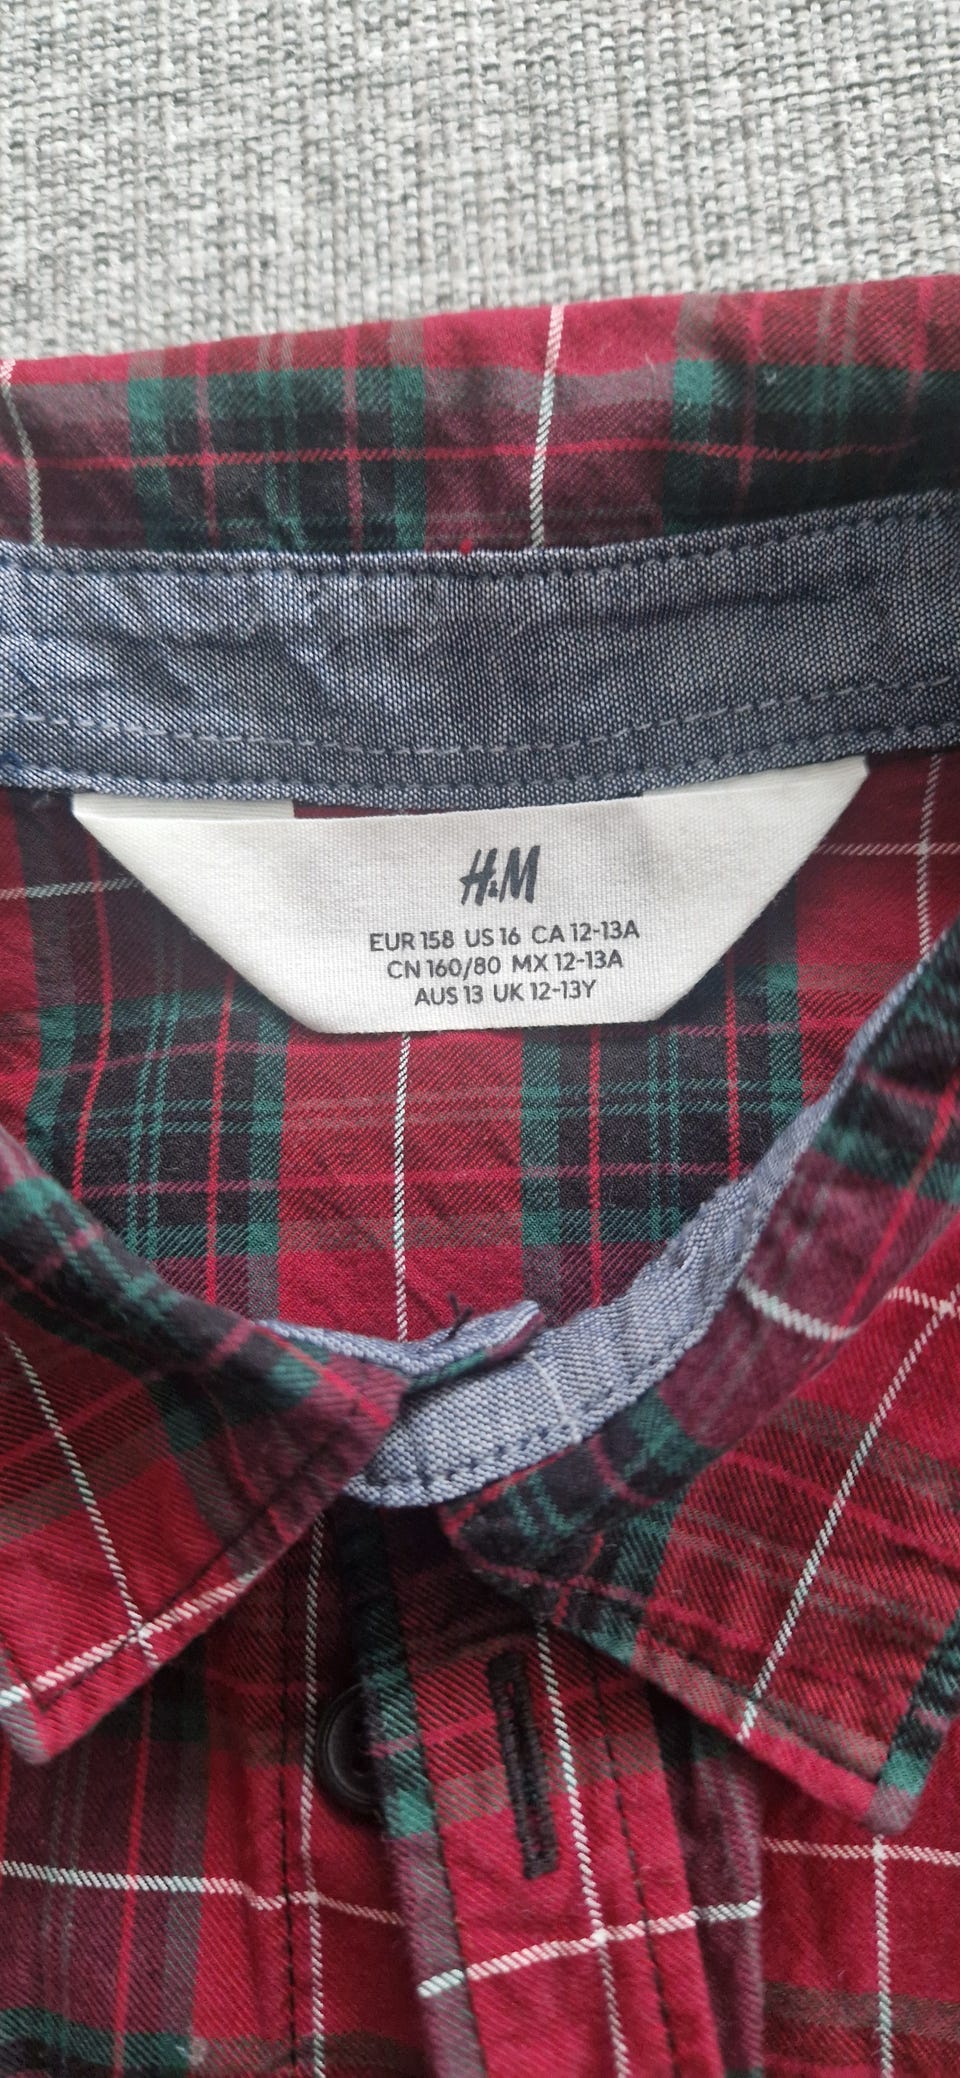 H&M
EUR 158 US 16 CA 12-13A
CN 160/80 MX 12-13A
AUS 13 UK 12-13Y